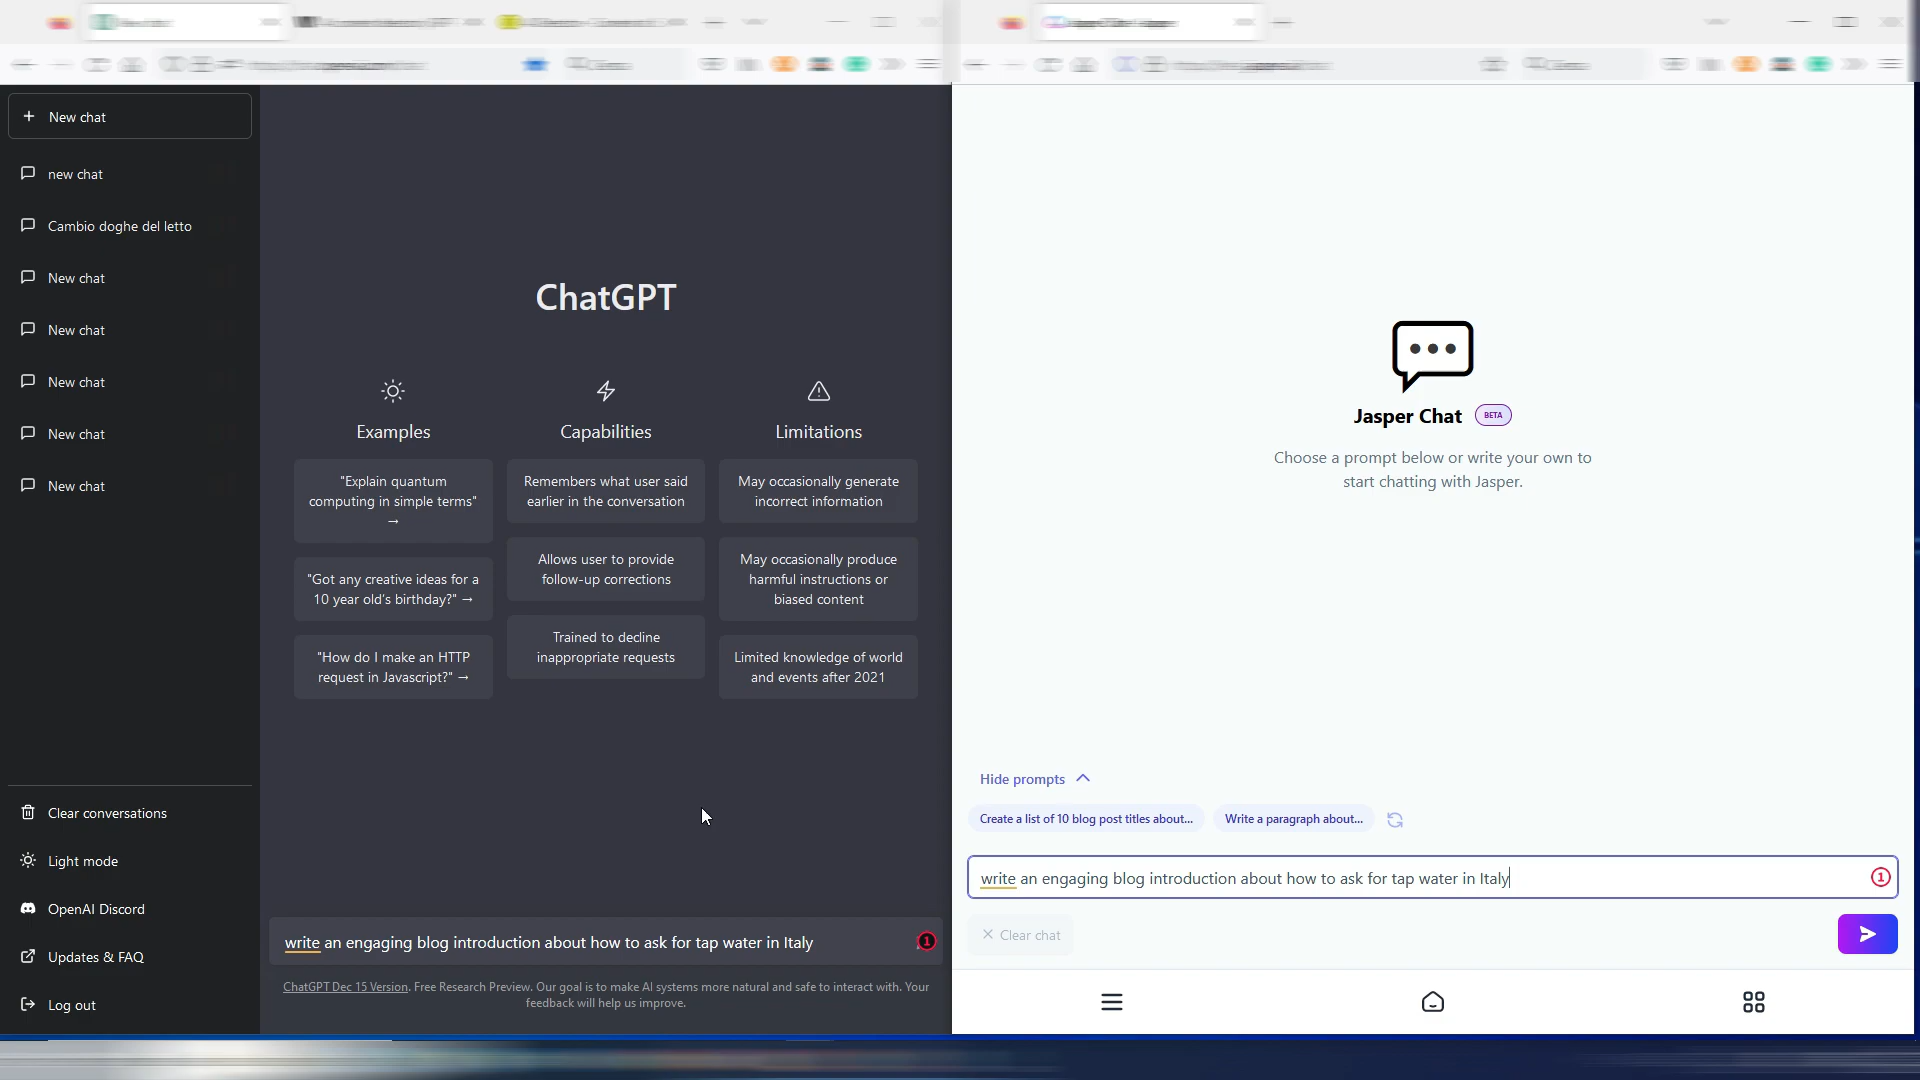 New chat
new chat
Cambio doghe del letto
New chat
New chat
New chat
New chat
New chat
Clear conversations
Light mode
OpenAI Discord
Updates & FAQ
Log out
ChatGPT
Examples
Capabilities
Limitations
"Explain quantum
computing in simple terms"
→
"Got any creative ideas for a
10 year old's birthday?" →
"How do I make an HTTP
request in Javascript?" →
Remembers what user said
earlier in the conversation
Allows user to provide
follow-up corrections
Trained to decline
inappropriate requests
May occasionally generate
incorrect information
May occasionally produce
harmful instructions or
biased content
Limited knowledge of world
and events after 2021
write an engaging blog introduction about how to ask for tap water in Italy
1
ChatGPT Dec 15 Version. Free Research Preview. Our goal is to make AI systems more natural and safe to interact with. Your
feedback will help us improve.
Jasper Chat BETA
Choose a prompt below or write your own to
start chatting with Jasper.
Hide prompts
Create a list of 10 blog post titles about...
Write a paragraph about...
write an engaging blog introduction about how to ask for tap water in Italy
1
Clear chat